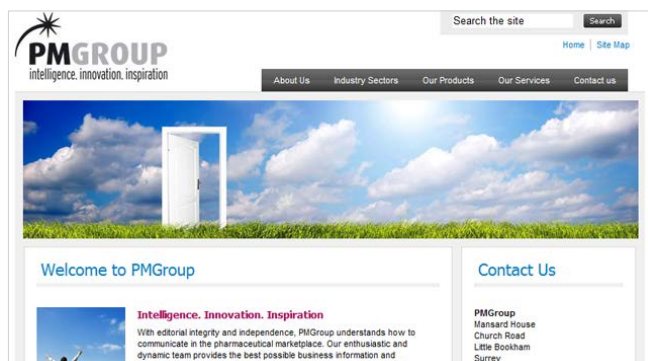 Search the site Search
Home Site Map
PMGROUP
intelligence. innovation. inspiration
About Us Industry Sectors Our Products Our Services Contact us
Welcome to PMGroup
Intelligence. Innovation. Inspiration
With editorial integrity and independence, PMGroup understands how to
communicate in the pharmaceutical marketplace. Our enthusiastic and
dynamic team provides the best possible business information and
Contact Us
PMGroup
Mansard House
Church Road
Little Bookham
Surrey